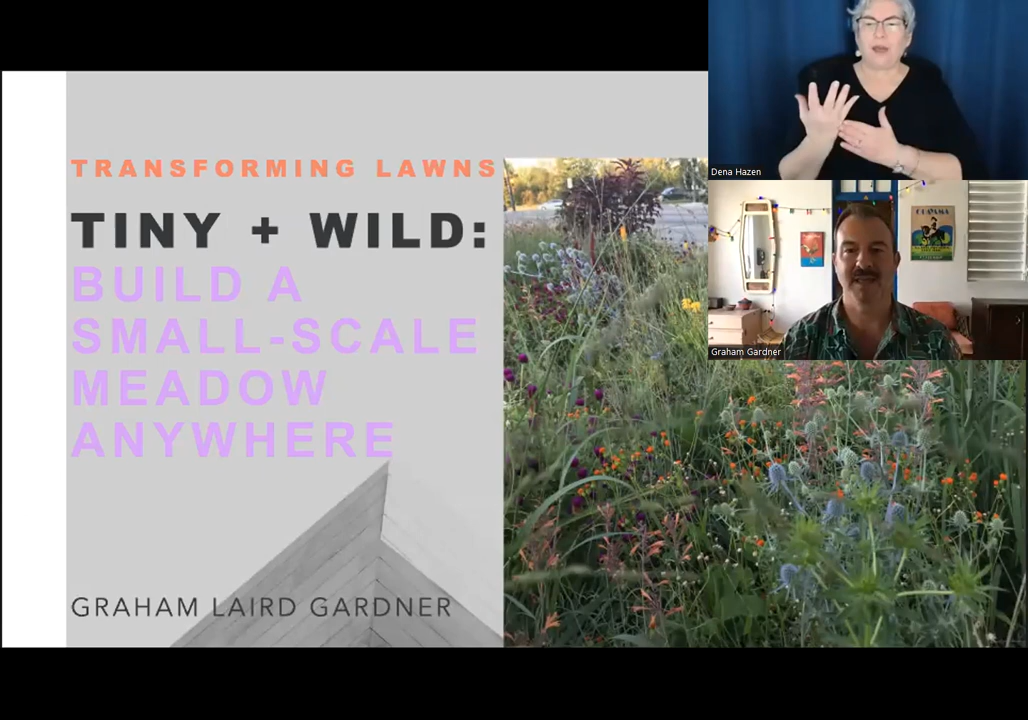 TRANSFORMING LAWNS
TINY + WILD:
BUILD A
SMALL-SCALE
MEADOW
ANYWHERE
GRAHAM LAIRD GARDNER
Dena Hazen
Graham Gardner